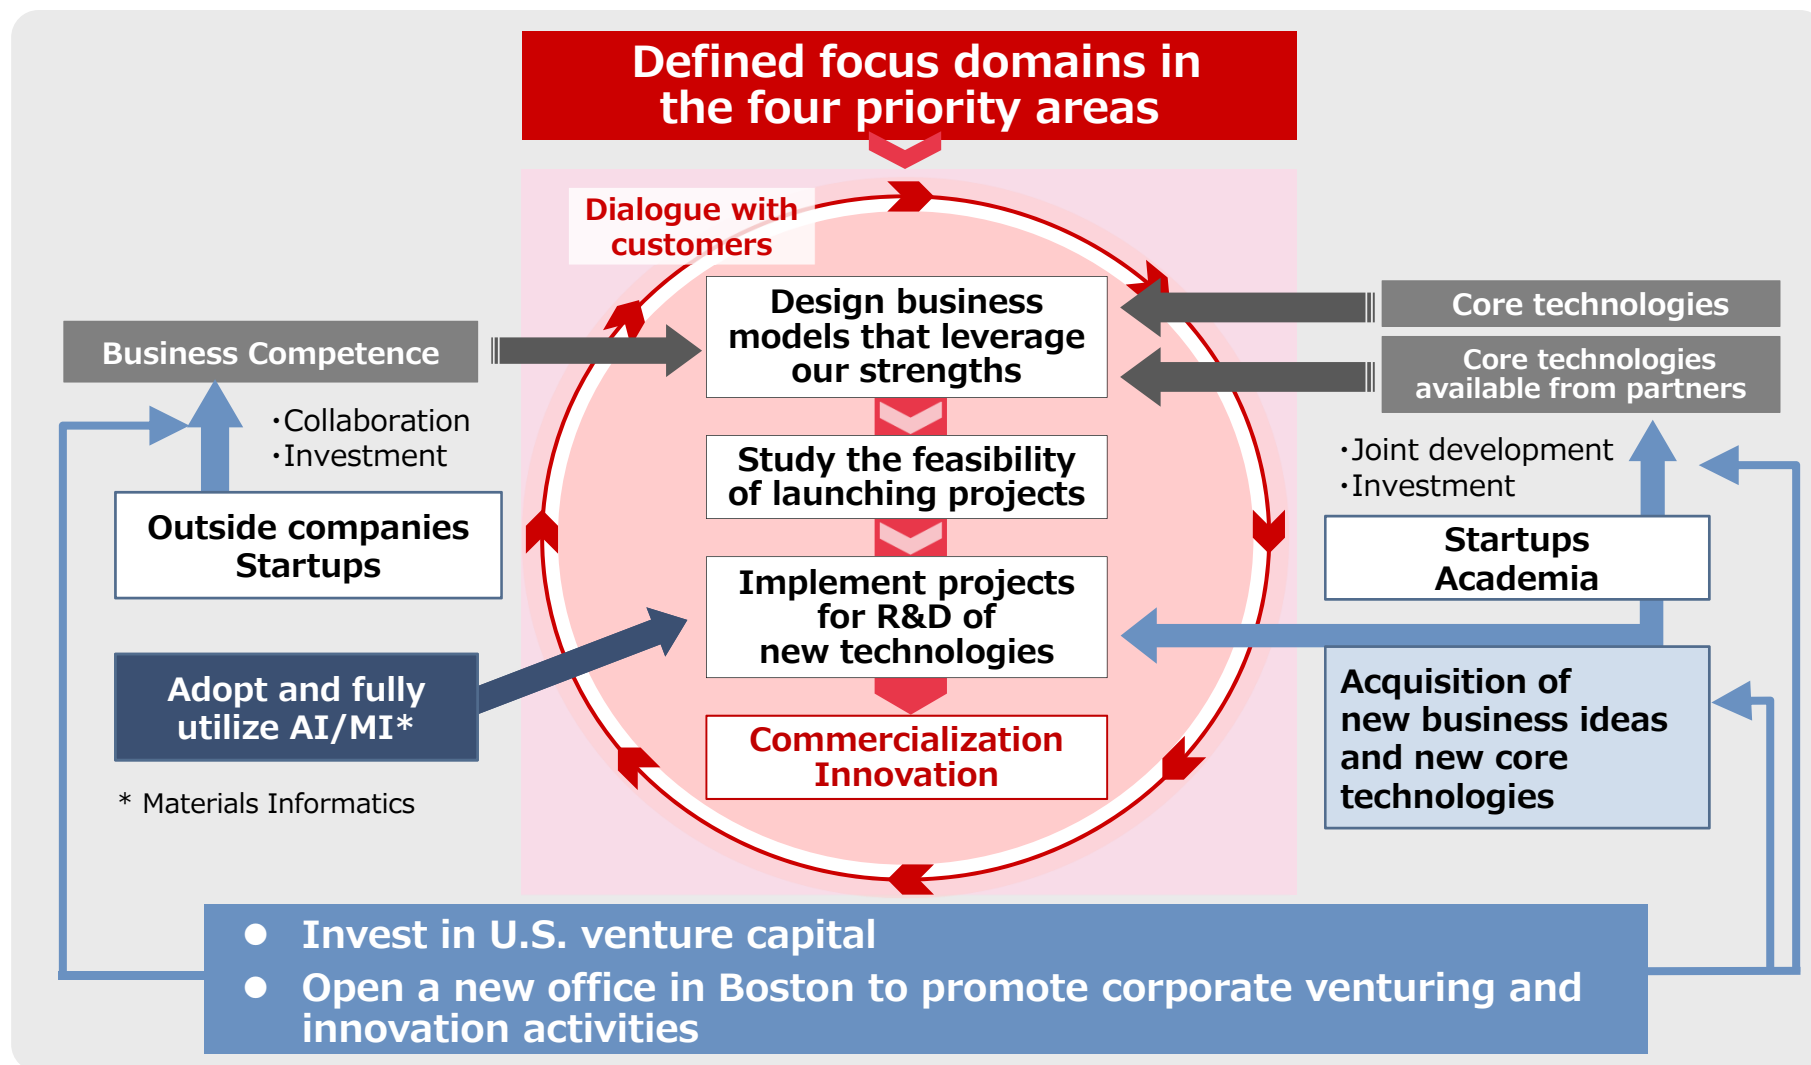 Defined focus domains in
the four priority areas
Dialogue with
customers
Design business
models that leverage
our strengths
Study the feasibility
of launching projects
Implement projects
for R&D of
new technologies
Commercialization
Innovation
Business Competence
・Collaboration
・Investment
Outside companies
Startups
Adopt and fully
utilize AI/MI*
* Materials Informatics
Core technologies
Core technologies
available from partners
・Joint development
・Investment
Startups
Academia
Acquisition of
new business ideas
and new core
technologies
● Invest in U.S. venture capital
● Open a new office in Boston to promote corporate venturing and
innovation activities